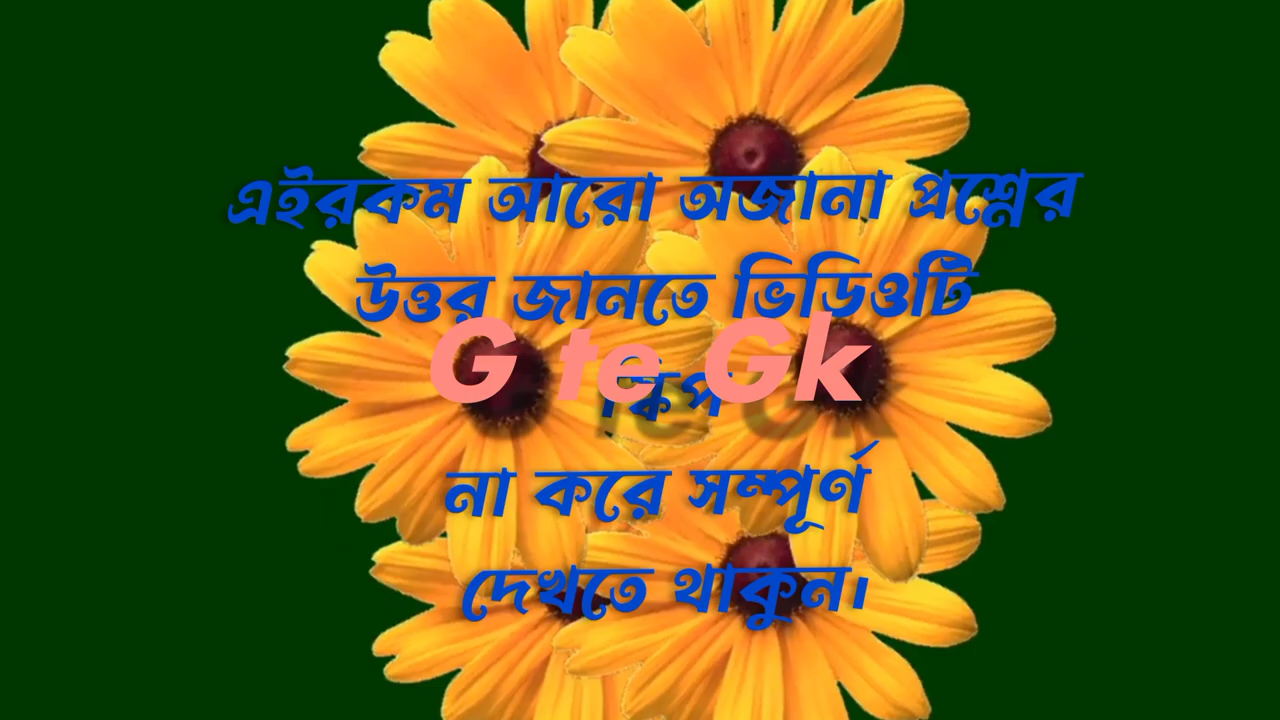 এইরকম আরো অজানা প্রশ্নের
উত্তর জানতে ভিডিওটি
G te Gk
স্কিপ
না করে সম্পূর্ণ
দেখতে থাকুন।